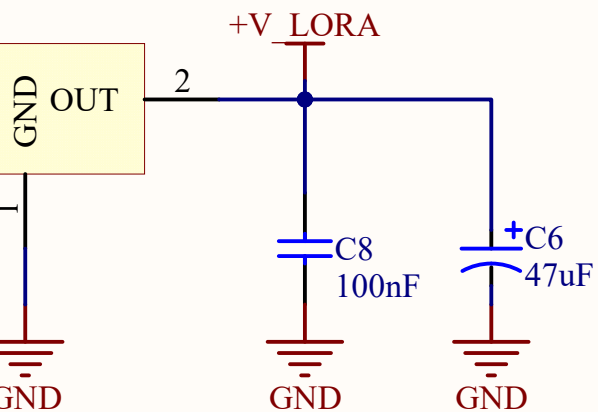 +V_LORA
GND
OUT
2
1
C8
100nF
+
C6
47uF
GND
GND
GND